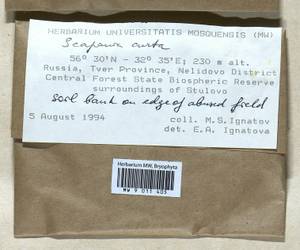 HERBARIUM UNIVERSITATIS MOSQUENSIS (MW)
Scapania curta
56° 30'N - 32° 35'E; 230 m alt.
Russia, Tver Province, Nelidovo District
Central Forest State Biospheric Reserve
surroundings of Stulovo
soil bank on edge of abused field
5 August 1994
coll. M.S.Ignatov
det. E.A. Ignatova
Herbarium MW, Bryophyta
MW 9 011 405